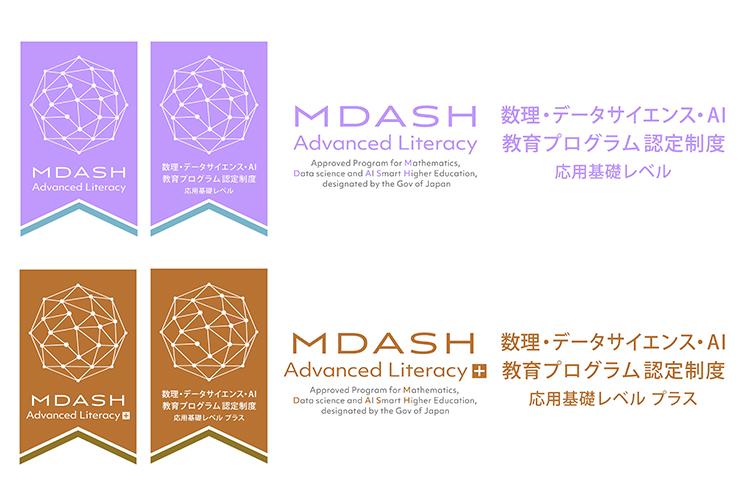 MDASH
Advanced Literacy
数理・データサイエンス・AI
教育プログラム認定制度
応用基礎レベル
MDASH
Advanced Literacy
Approved Program for Mathematics,
Data science and AI Smart Higher Education,
designated by the Gov of Japan
数理・データサイエンス・AI
教育プログラム認定制度
応用基礎レベル
MDASH
Advanced Literacy+
数理・データサイエンス・AI
教育プログラム認定制度
応用基礎レベル プラス
MDASH
Advanced Literacy+
Approved Program for Mathematics,
Data science and AI Smart Higher Education,
designated by the Gov of Japan
数理・データサイエンス・AI
教育プログラム認定制度
応用基礎レベル プラス